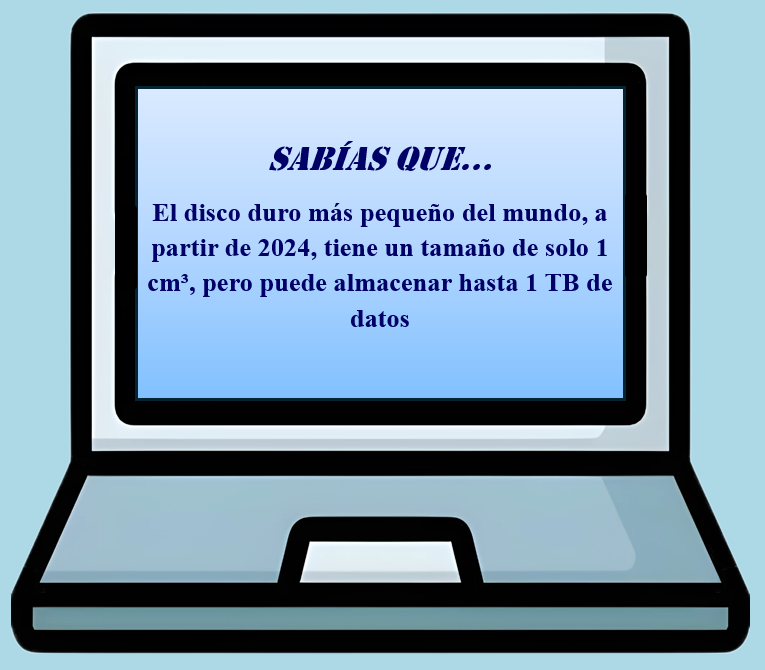 SABÍAS QUE...
El disco duro más pequeño del mundo, a
partir de 2024, tiene un tamaño de solo 1
cm³, pero puede almacenar hasta 1 TB de
datos